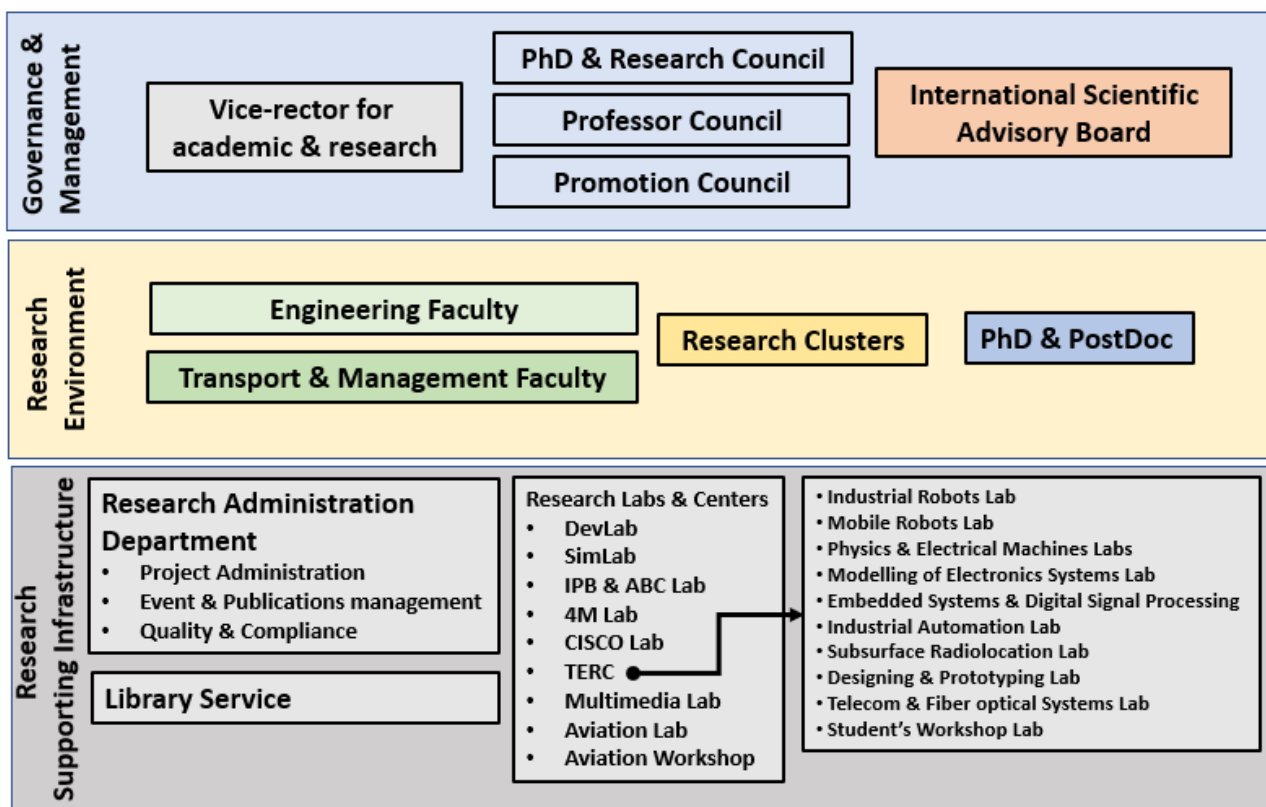 Governance &
Management
Vice-rector for
academic & research
PhD & Research Council
Professor Council
Promotion Council
International Scientific
Advisory Board
Research
Environment
Engineering Faculty
Transport & Management Faculty
Research Clusters
PhD & PostDoc
Research
Supporting Infrastructure
Research Administration
Department
• Project Administration
• Event & Publications management
• Quality & Compliance
Library Service
Research Labs & Centers
• DevLab
• SimLab
• IPB & ABC Lab
• 4M Lab
• CISCO Lab
• TERC
• Multimedia Lab
• Aviation Lab
• Aviation Workshop
• Industrial Robots Lab
• Mobile Robots Lab
• Physics & Electrical Machines Labs
• Modelling of Electronics Systems Lab
• Embedded Systems & Digital Signal Processing
• Industrial Automation Lab
• Subsurface Radiolocation Lab
• Designing & Prototyping Lab
• Telecom & Fiber optical Systems Lab
• Student's Workshop Lab